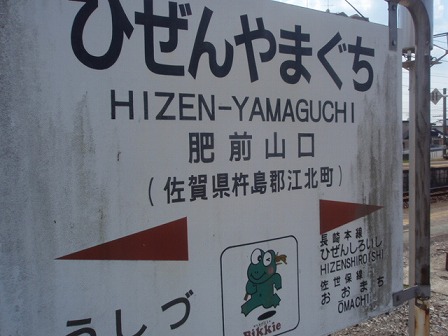 ひぜんやまぐち
HIZEN-YAMAGUCHI
肥前山口
(佐賀県杵島郡江北町)
長崎本線
ひぜんしろいし
HIZENSHIROISHI
佐世保線
おおまち
ŌMACHI
うしづ
Bikkie